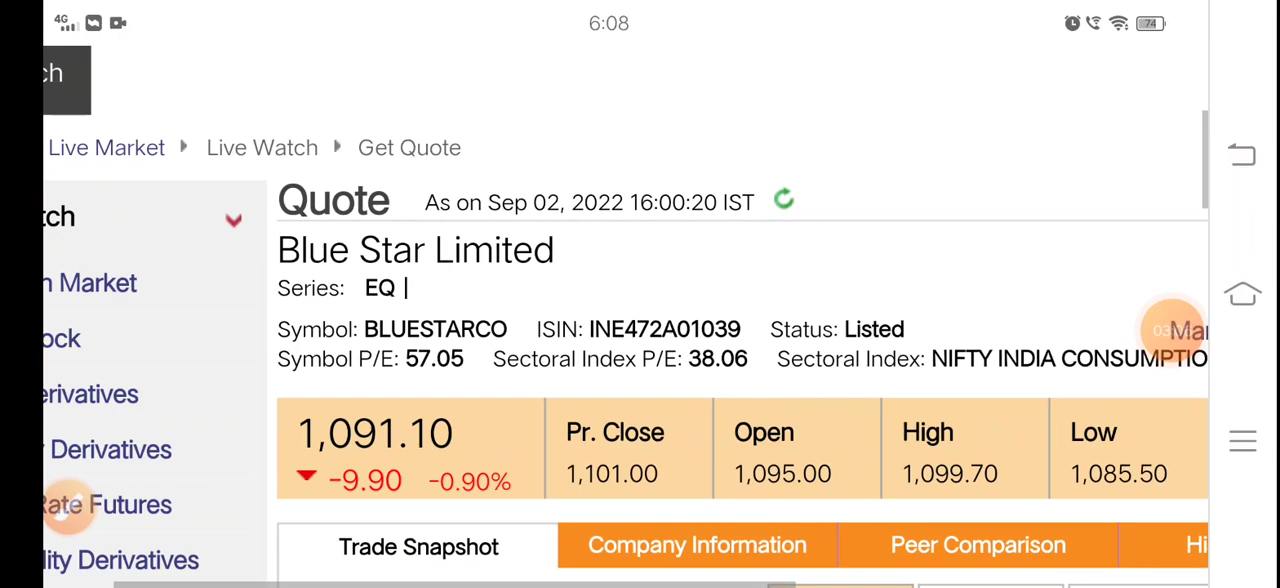 4G 6:08 74
ch
Live Market Live Watch Get Quote
tch
Quote As on Sep 02, 2022 16:00:20 IST
Blue Star Limited
Series: EQ |
n Market
Symbol: BLUESTARCO ISIN: INE472A01039 Status: Listed Mar
ock
Symbol P/E: 57.05 Sectoral Index P/E: 38.06 Sectoral Index: NIFTY INDIA CONSUMPTIO
erivatives
1,091.10 Pr. Close Open High Low
Derivatives
-9.90 -0.90% 1,101.00 1,095.00 1,099.70 1,085.50
Rate Futures
Trade Snapshot Company Information Peer Comparison Hi
lity Derivatives